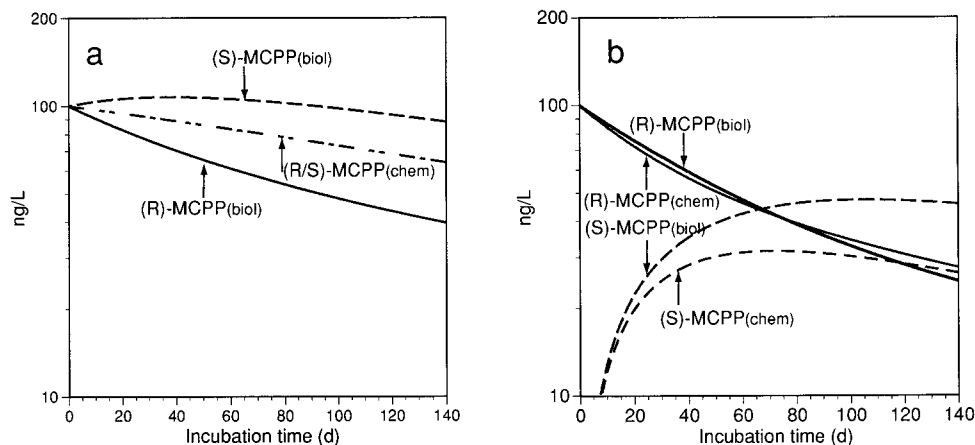 a
200
100
10
ng/L
(S)-MCPP(biol)
(R/S)-MCPP(chem)
(R)-MCPP(biol)
0 20 40 60 80 100 120 140
Incubation time (d)
b
200
100
10
ng/L
(R)-MCPP(biol)
(R)-MCPP(chem)
(S)-MCPP(biol)
(S)-MCPP(chem)
0 20 40 60 80 100 120 140
Incubation time (d)